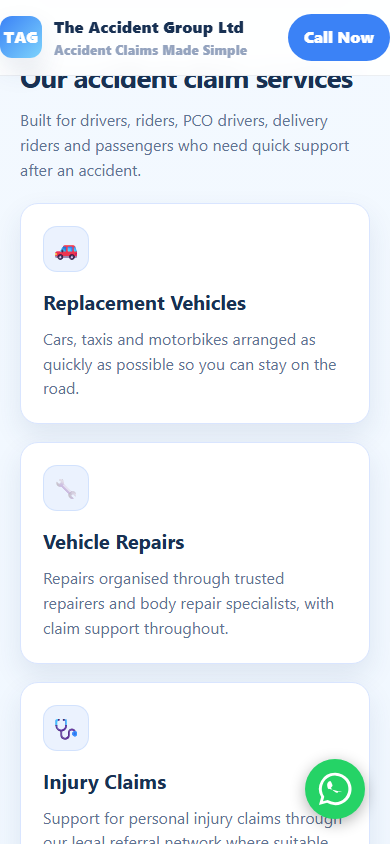 TAG
The Accident Group Ltd
Accident Claims Made Simple
Call Now
Our accident claim services
Built for drivers, riders, PCO drivers, delivery
riders and passengers who need quick support
after an accident.
Replacement Vehicles
Cars, taxis and motorbikes arranged as
quickly as possible so you can stay on the
road.
Vehicle Repairs
Repairs organised through trusted
repairers and body repair specialists, with
claim support throughout.
Injury Claims
Support for personal injury claims through
our legal referral network where suitable